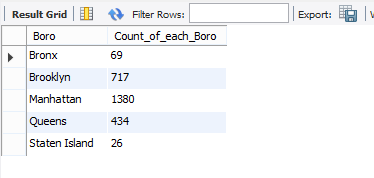 Result Grid Filter Rows: Export:
Boro Count_of_each_Boro
Bronx 69
Brooklyn 717
Manhattan 1380
Queens 434
Staten Island 26